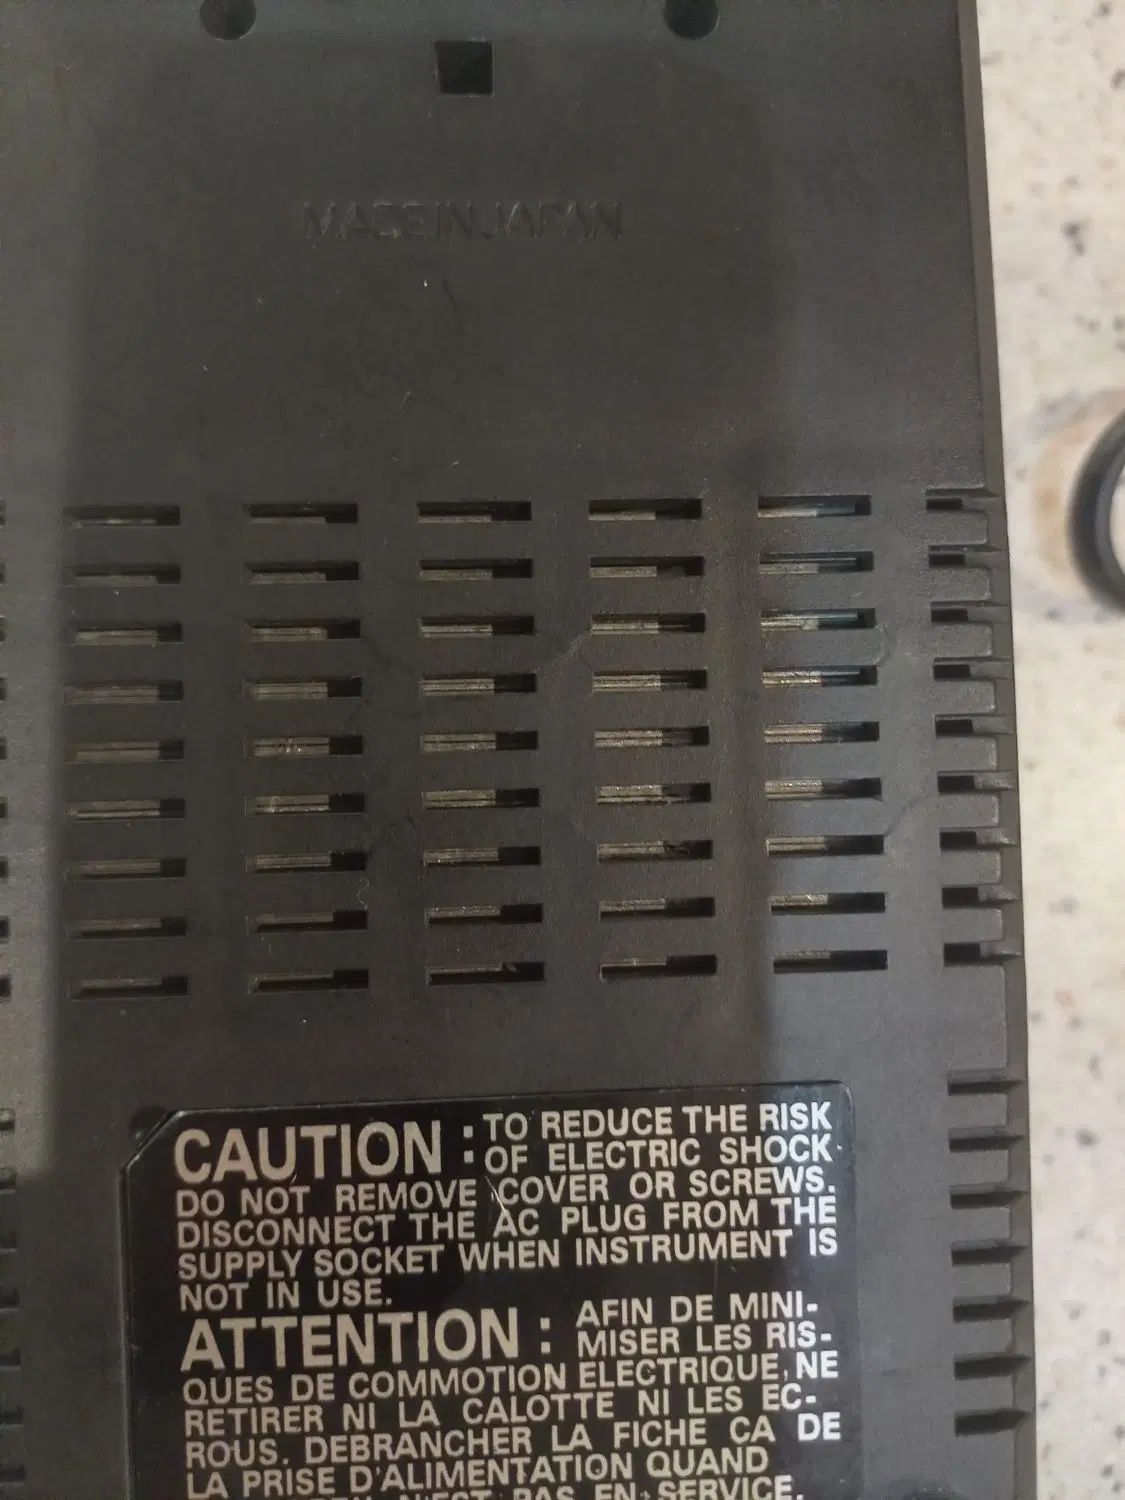 MADE IN JAPAN
CAUTION : TO REDUCE THE RISK
OF ELECTRIC SHOCK
DO NOT REMOVE COVER OR SCREWS.
DISCONNECT THE AC PLUG FROM THE
SUPPLY SOCKET WHEN INSTRUMENT IS
NOT IN USE.
ATTENTION : AFIN DE MINI-
MISER LES RIS-
QUES DE COMMOTION ELECTRIQUE, NE
RETIRER NI LA CALOTTE NI LES EC-
ROUS. DEBRANCHER LA FICHE CA DE
LA PRISE D'ALIMENTATION QUAND
N'EST PAS EN SERVICE.